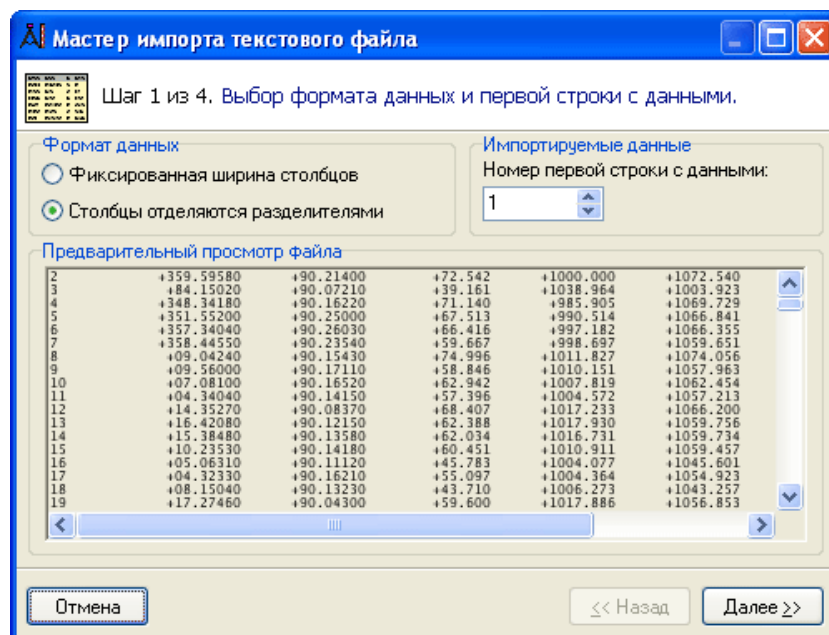 Мастер импорта текстового файла
Шаг 1 из 4. Выбор формата данных и первой строки с данными.
Формат данных
Фиксированная ширина столбцов
Столбцы отделяются разделителями
Импортируемые данные
Номер первой строки с данными:
1
Предварительный просмотр файла
2 +359.59580 +90.21400 +72.542 +1000.000 +1072.540
3 +84.15020 +90.07210 +39.161 +1038.964 +1003.923
4 +348.34180 +90.16220 +71.140 +985.905 +1069.729
5 +351.55200 +90.25000 +67.513 +990.514 +1066.841
6 +357.34040 +90.26030 +66.416 +997.182 +1066.355
7 +358.44550 +90.23540 +59.667 +998.697 +1059.651
8 +09.04240 +90.15430 +74.996 +1011.827 +1074.056
9 +09.56000 +90.17110 +58.846 +1010.151 +1057.963
10 +07.08100 +90.16520 +62.942 +1007.819 +1062.454
11 +04.34040 +90.14150 +57.396 +1004.572 +1057.213
12 +14.35270 +90.08370 +68.407 +1017.233 +1066.200
13 +16.42080 +90.12150 +62.388 +1017.930 +1059.756
14 +15.38480 +90.13580 +62.034 +1016.731 +1059.734
15 +10.23530 +90.14180 +60.451 +1010.911 +1059.457
16 +05.06310 +90.11120 +45.783 +1004.077 +1045.601
17 +04.32330 +90.16210 +55.097 +1004.364 +1054.923
18 +08.15040 +90.13230 +43.710 +1006.273 +1043.257
19 +17.27460 +90.04300 +59.600 +1017.886 +1056.853
Отмена
<< Назад
Далее >>